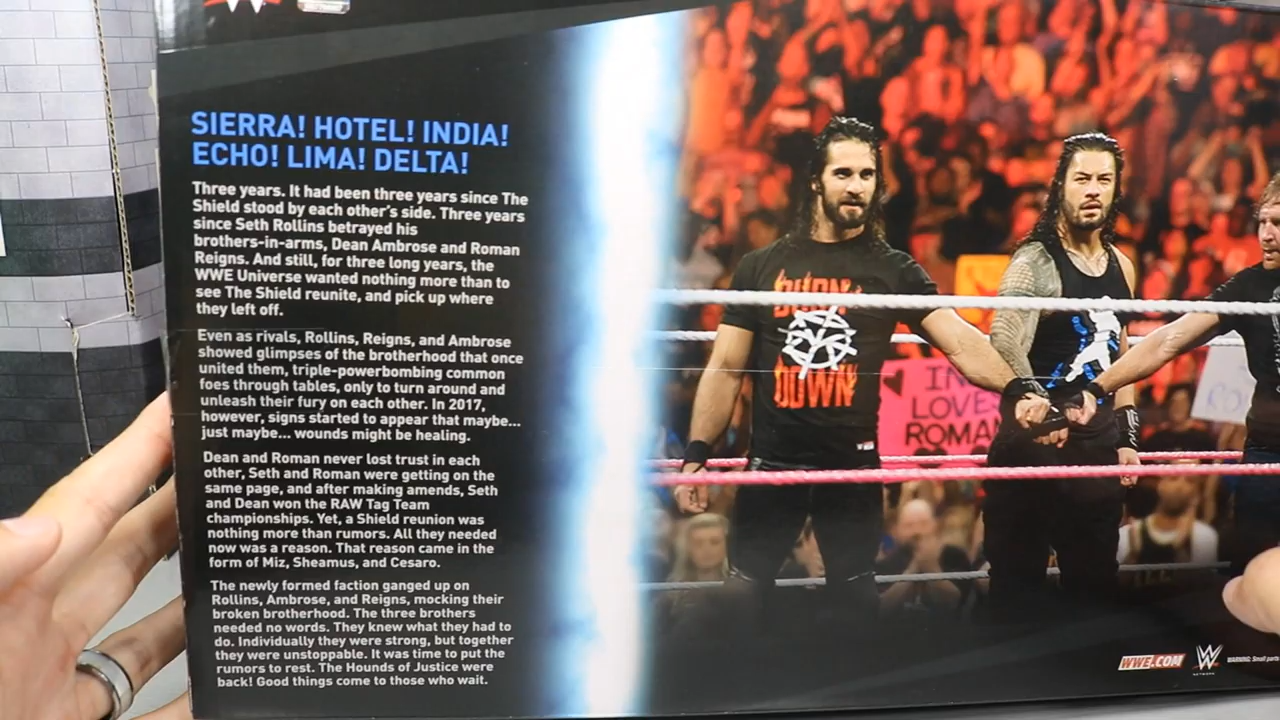 SIERRA! HOTEL! INDIA!
ECHO! LIMA! DELTA!
Three years. It had been three years since The
Shield stood by each other's side. Three years
since Seth Rollins betrayed his
brothers-in-arms, Dean Ambrose and Roman
Reigns. And still, for three long years, the
WWE Universe wanted nothing more than to
see The Shield reunite, and pick up where
they left off.
Even as rivals, Rollins, Reigns, and Ambrose
showed glimpses of the brotherhood that once
united them, triple-powerbombing common
foes through tables, only to turn around and
unleash their fury on each other. In 2017,
however, signs started to appear that maybe...
just maybe... wounds might be healing.
Dean and Roman never lost trust in each
other, Seth and Roman were getting on the
same page, and after making amends, Seth
and Dean won the RAW Tag Team
championships. Yet, a Shield reunion was
nothing more than rumors. All they needed
now was a reason. That reason came in the
form of Miz, Sheamus, and Cesaro.
The newly formed faction ganged up on
Rollins, Ambrose, and Reigns, mocking their
broken brotherhood. The three brothers
needed no words. They knew what they had to
do. Individually they were strong, but together
they were unstoppable. It was time to put the
rumors to rest. The Hounds of Justice were
back! Good things come to those who wait.
BURN
DOWN
IN
LOVES
ROMAN
WWE.COM
W
NETWORK
WARNING: Small parts